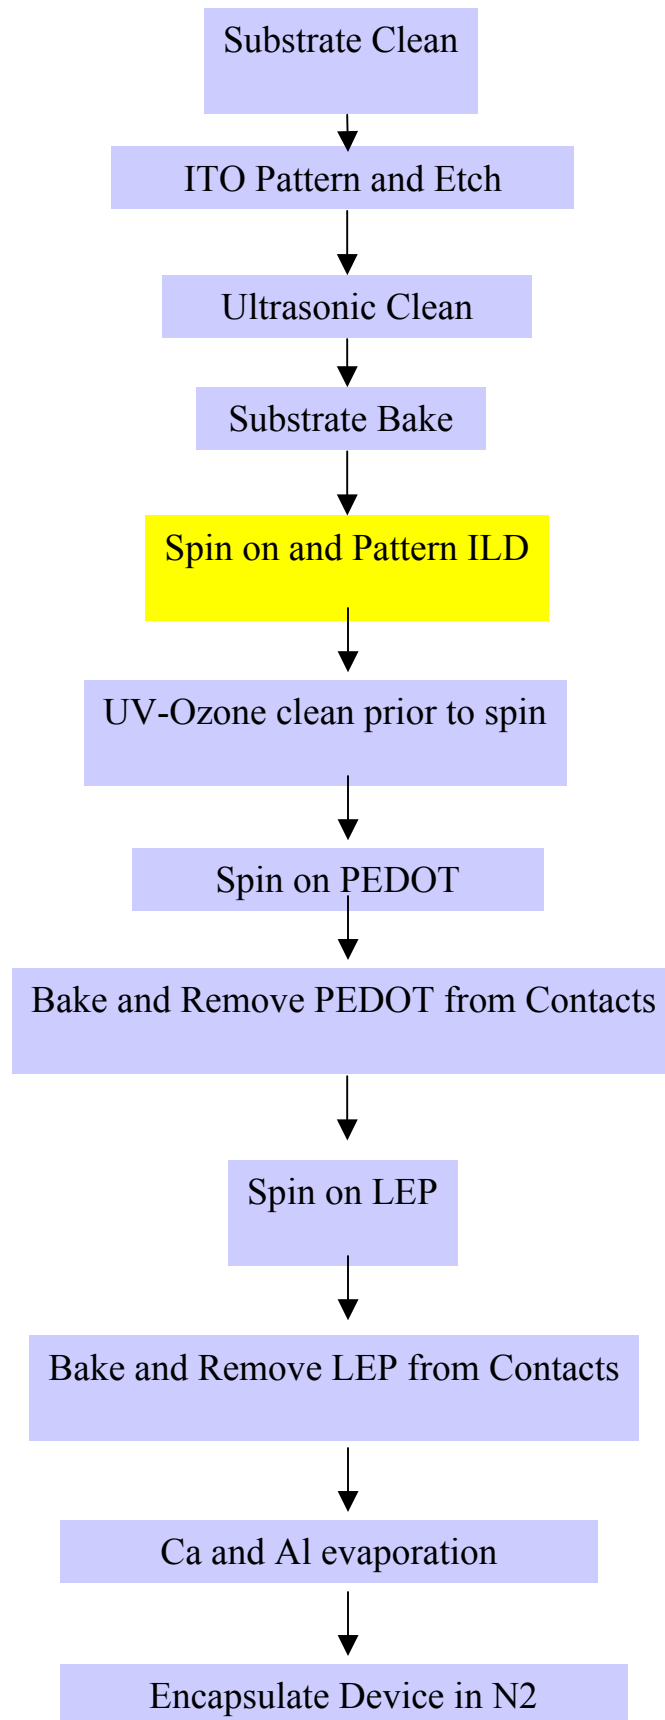 Substrate Clean
ITO Pattern and Etch
Ultrasonic Clean
Substrate Bake
Spin on and Pattern ILD
UV-Ozone clean prior to spin
Spin on PEDOT
Bake and Remove PEDOT from Contacts
Spin on LEP
Bake and Remove LEP from Contacts
Ca and Al evaporation
Encapsulate Device in N2